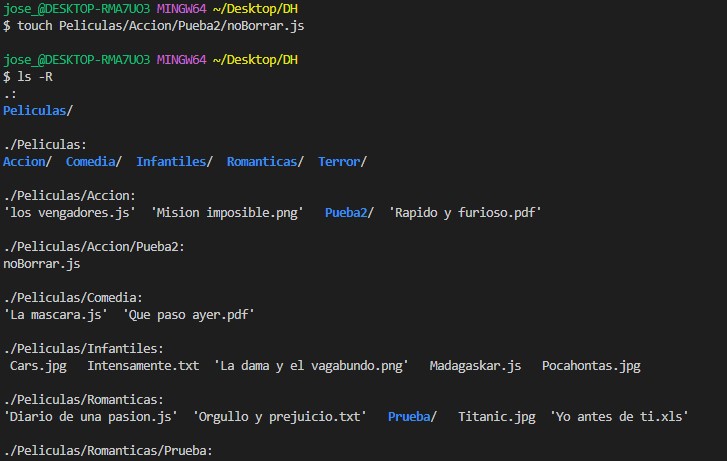 jose_@DESKTOP-RMA7UO3 MINGW64 ~/Desktop/DH
$ touch Peliculas/Accion/Pueba2/noBorrar.js
jose_@DESKTOP-RMA7UO3 MINGW64 ~/Desktop/DH
$ ls -R
.:
Peliculas/
./Peliculas:
Accion/  Comedia/  Infantiles/  Romanticas/  Terror/
./Peliculas/Accion:
'los vengadores.js'  'Mision imposible.png'   Pueba2/  'Rapido y furioso.pdf'
./Peliculas/Accion/Pueba2:
noBorrar.js
./Peliculas/Comedia:
'La mascara.js'  'Que paso ayer.pdf'
./Peliculas/Infantiles:
Cars.jpg   Intensamente.txt  'La dama y el vagabundo.png'   Madagaskar.js   Pocahontas.jpg
./Peliculas/Romanticas:
'Diario de una pasion.js'  'Orgullo y prejuicio.txt'   Prueba/   Titanic.jpg  'Yo antes de ti.xls'
./Peliculas/Romanticas/Prueba: